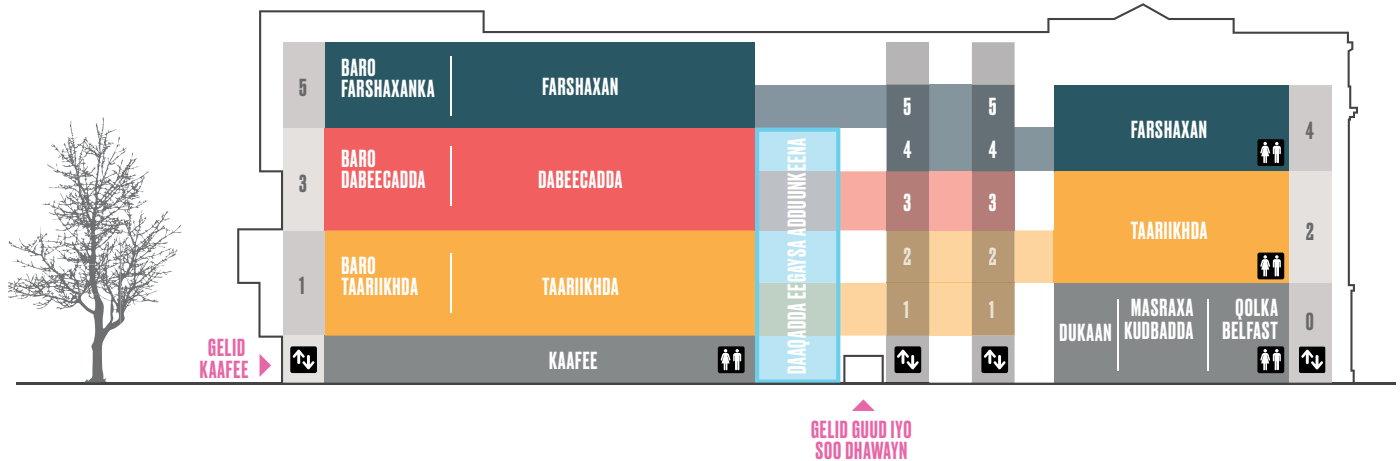 5
BARO
FARSHAXANKA
FARSHAXAN
3
BARO
DABEECADDA
DABEECADDA
1
BARO
TAARIIKHDA
TAARIIKHDA
KAAFEE
GELID
KAAFEE
DAAQADDA EEGAYSA ADDUUNKEENA
5
4
3
2
1
5
4
3
2
1
GELID GUUD IYO
SOO DHAWAYN
FARSHAXAN
4
TAARIIKHDA
2
DUKAAN
MASRAXA
KUDBADDA
QOLKA
BELFAST
0